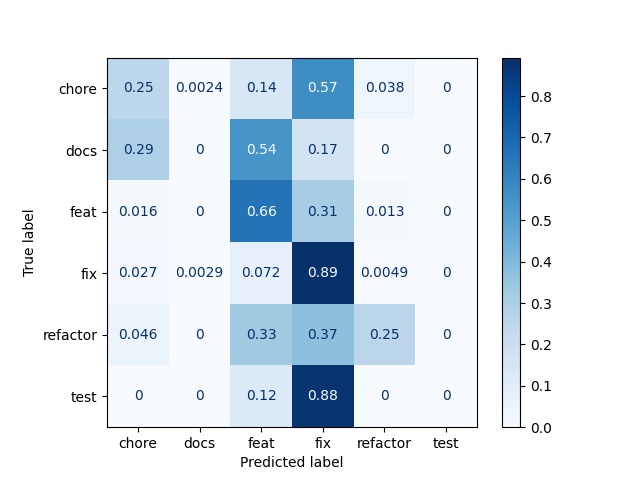 chore 0.25 0.0024 0.14 0.57 0.038 0
docs 0.29 0 0.54 0.17 0 0
feat 0.016 0 0.66 0.31 0.013 0
fix 0.027 0.0029 0.072 0.89 0.0049 0
refactor 0.046 0 0.33 0.37 0.25 0
test 0 0 0.12 0.88 0 0
chore docs feat fix refactor test
Predicted label
True label
0.8
0.7
0.6
0.5
0.4
0.3
0.2
0.1
0.0